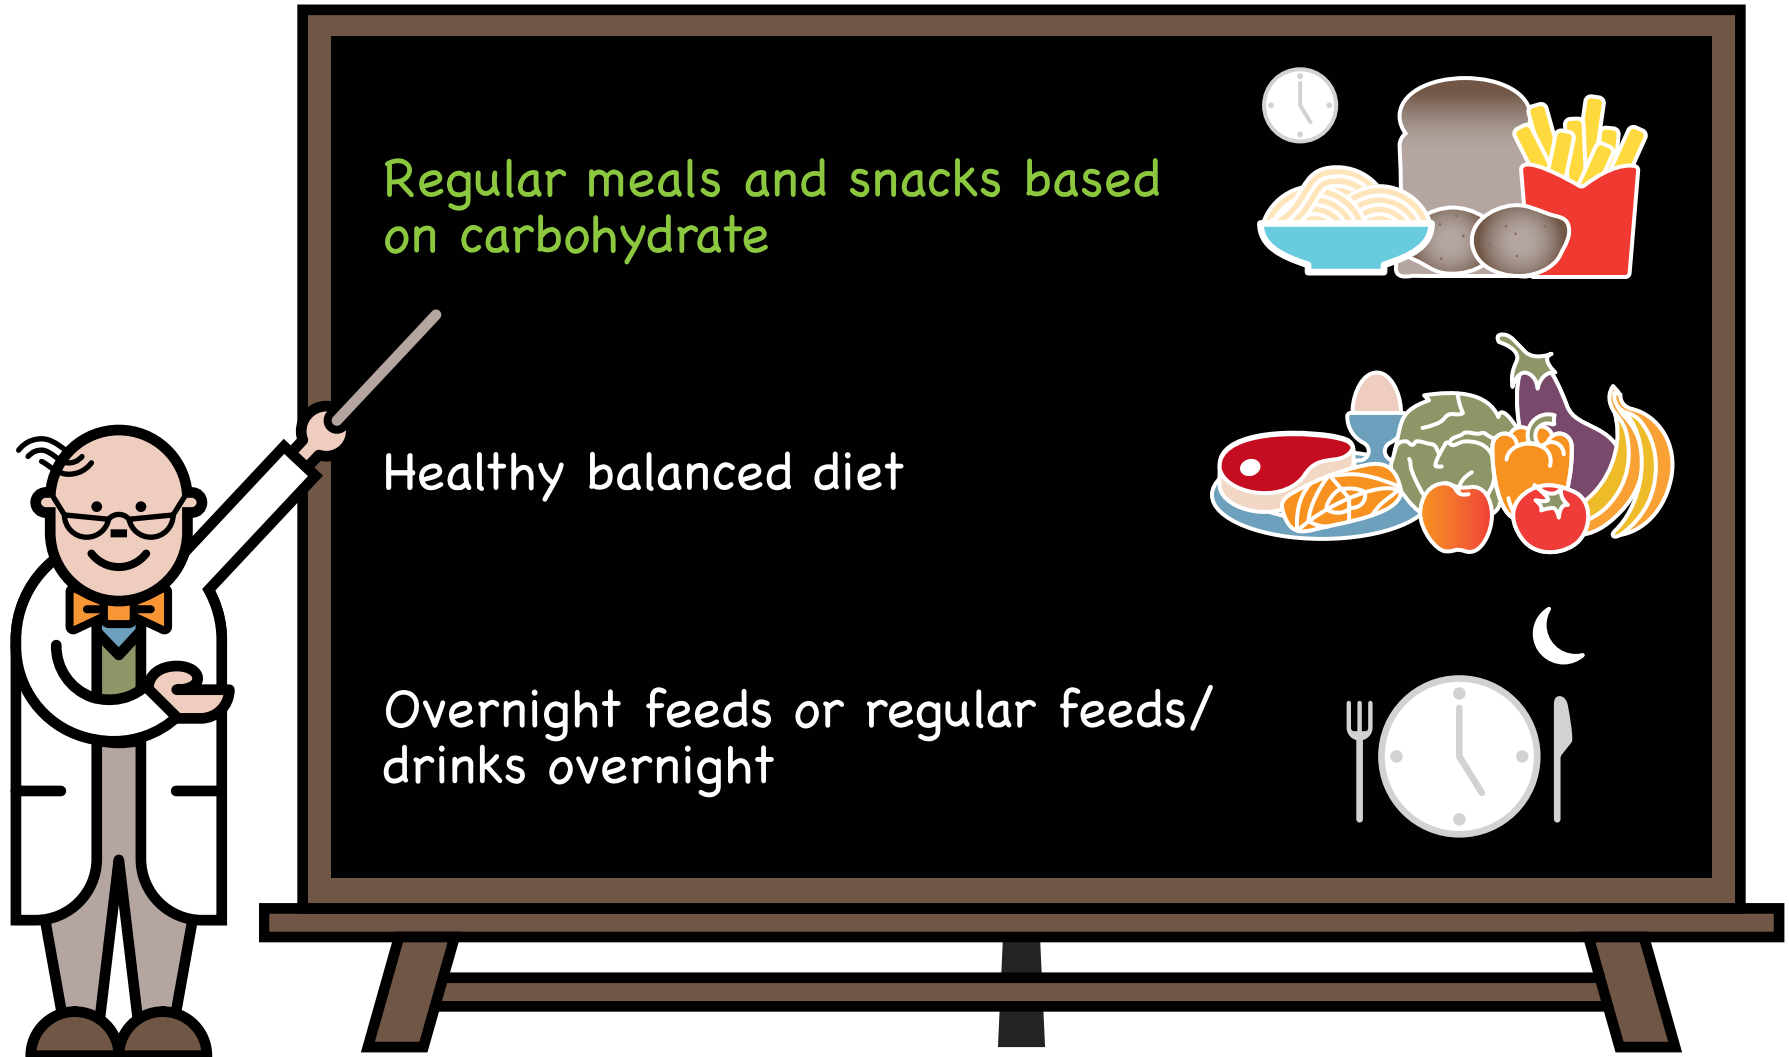 Regular meals and snacks based
on carbohydrate
Healthy balanced diet
Overnight feeds or regular feeds/
drinks overnight